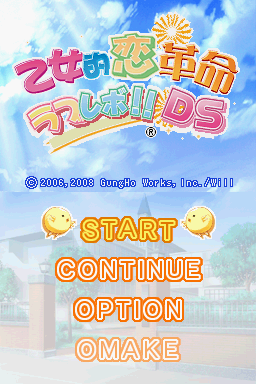 乙女的恋革命
ラブレボ!!DS
®
© 2006,2008 GungHo Works, Inc./Will
START
CONTINUE
OPTION
OMAKE